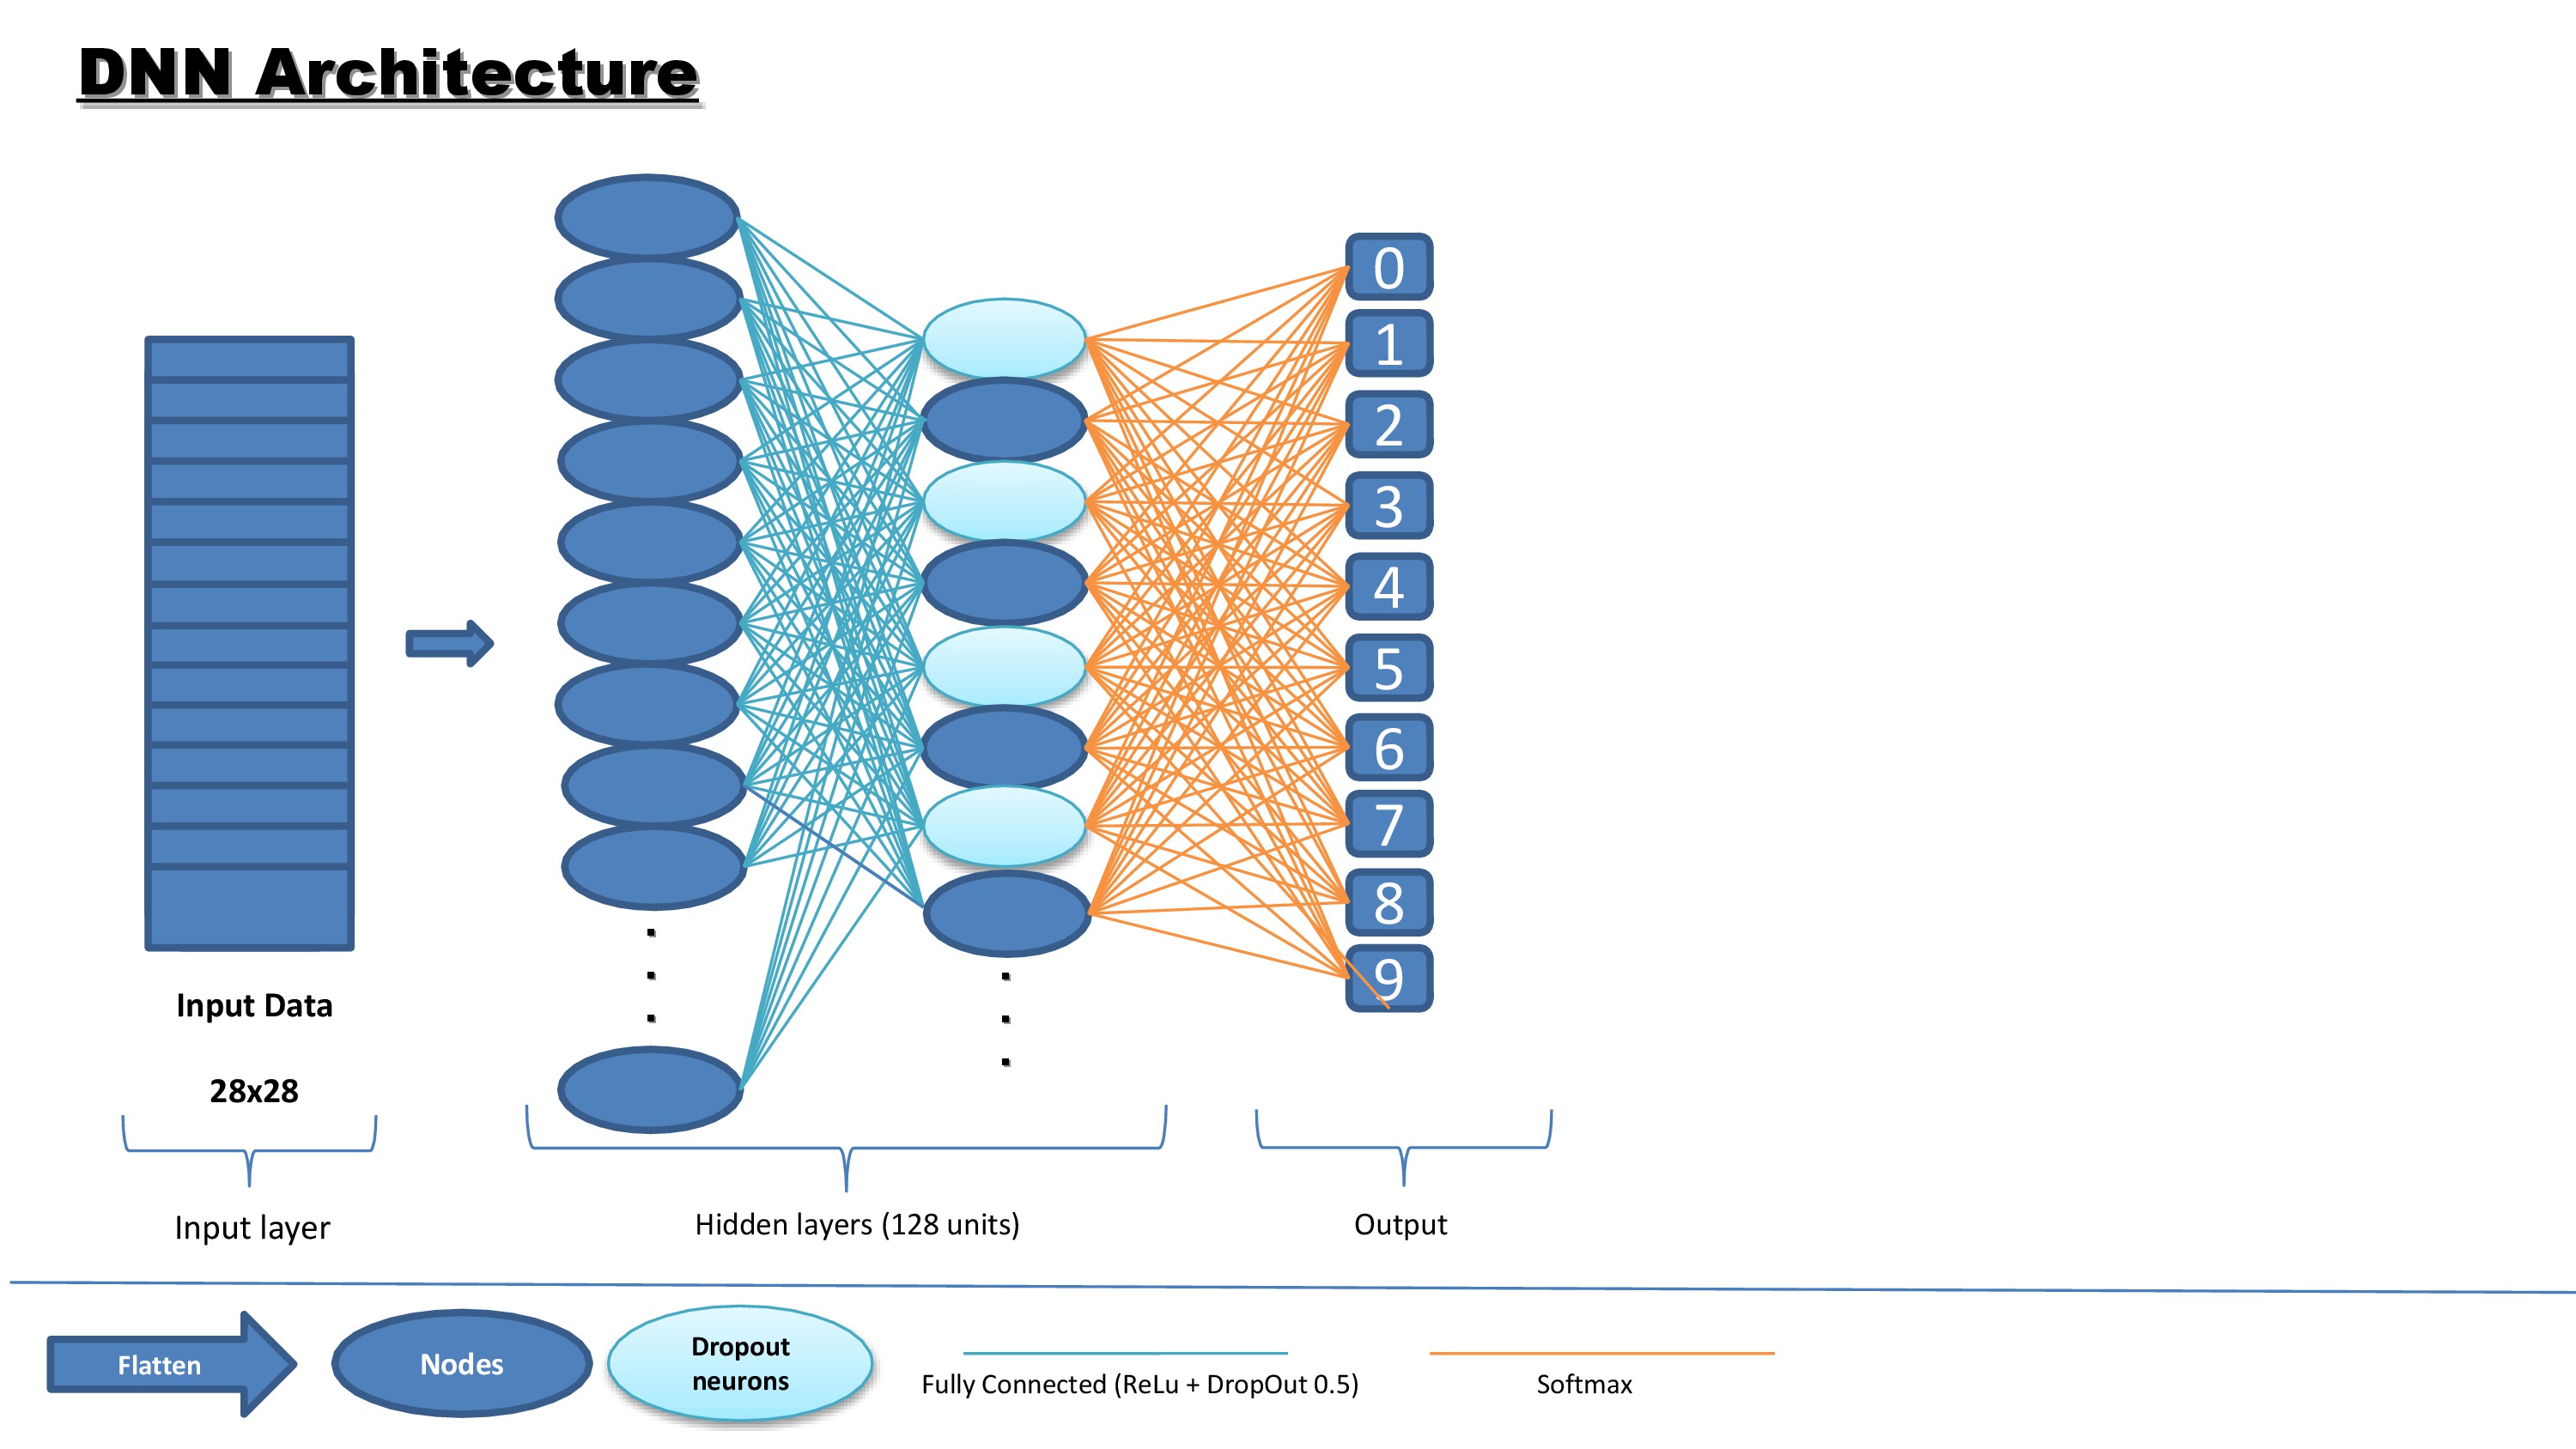 DNN Architecture
0
1
2
3
4
5
6
7
8
9
.
.
.
.
.
.
Input Data
28x28
Input layer
Hidden layers (128 units)
Output
Flatten
Nodes
Dropout
neurons
Fully Connected (ReLu + DropOut 0.5)
Softmax